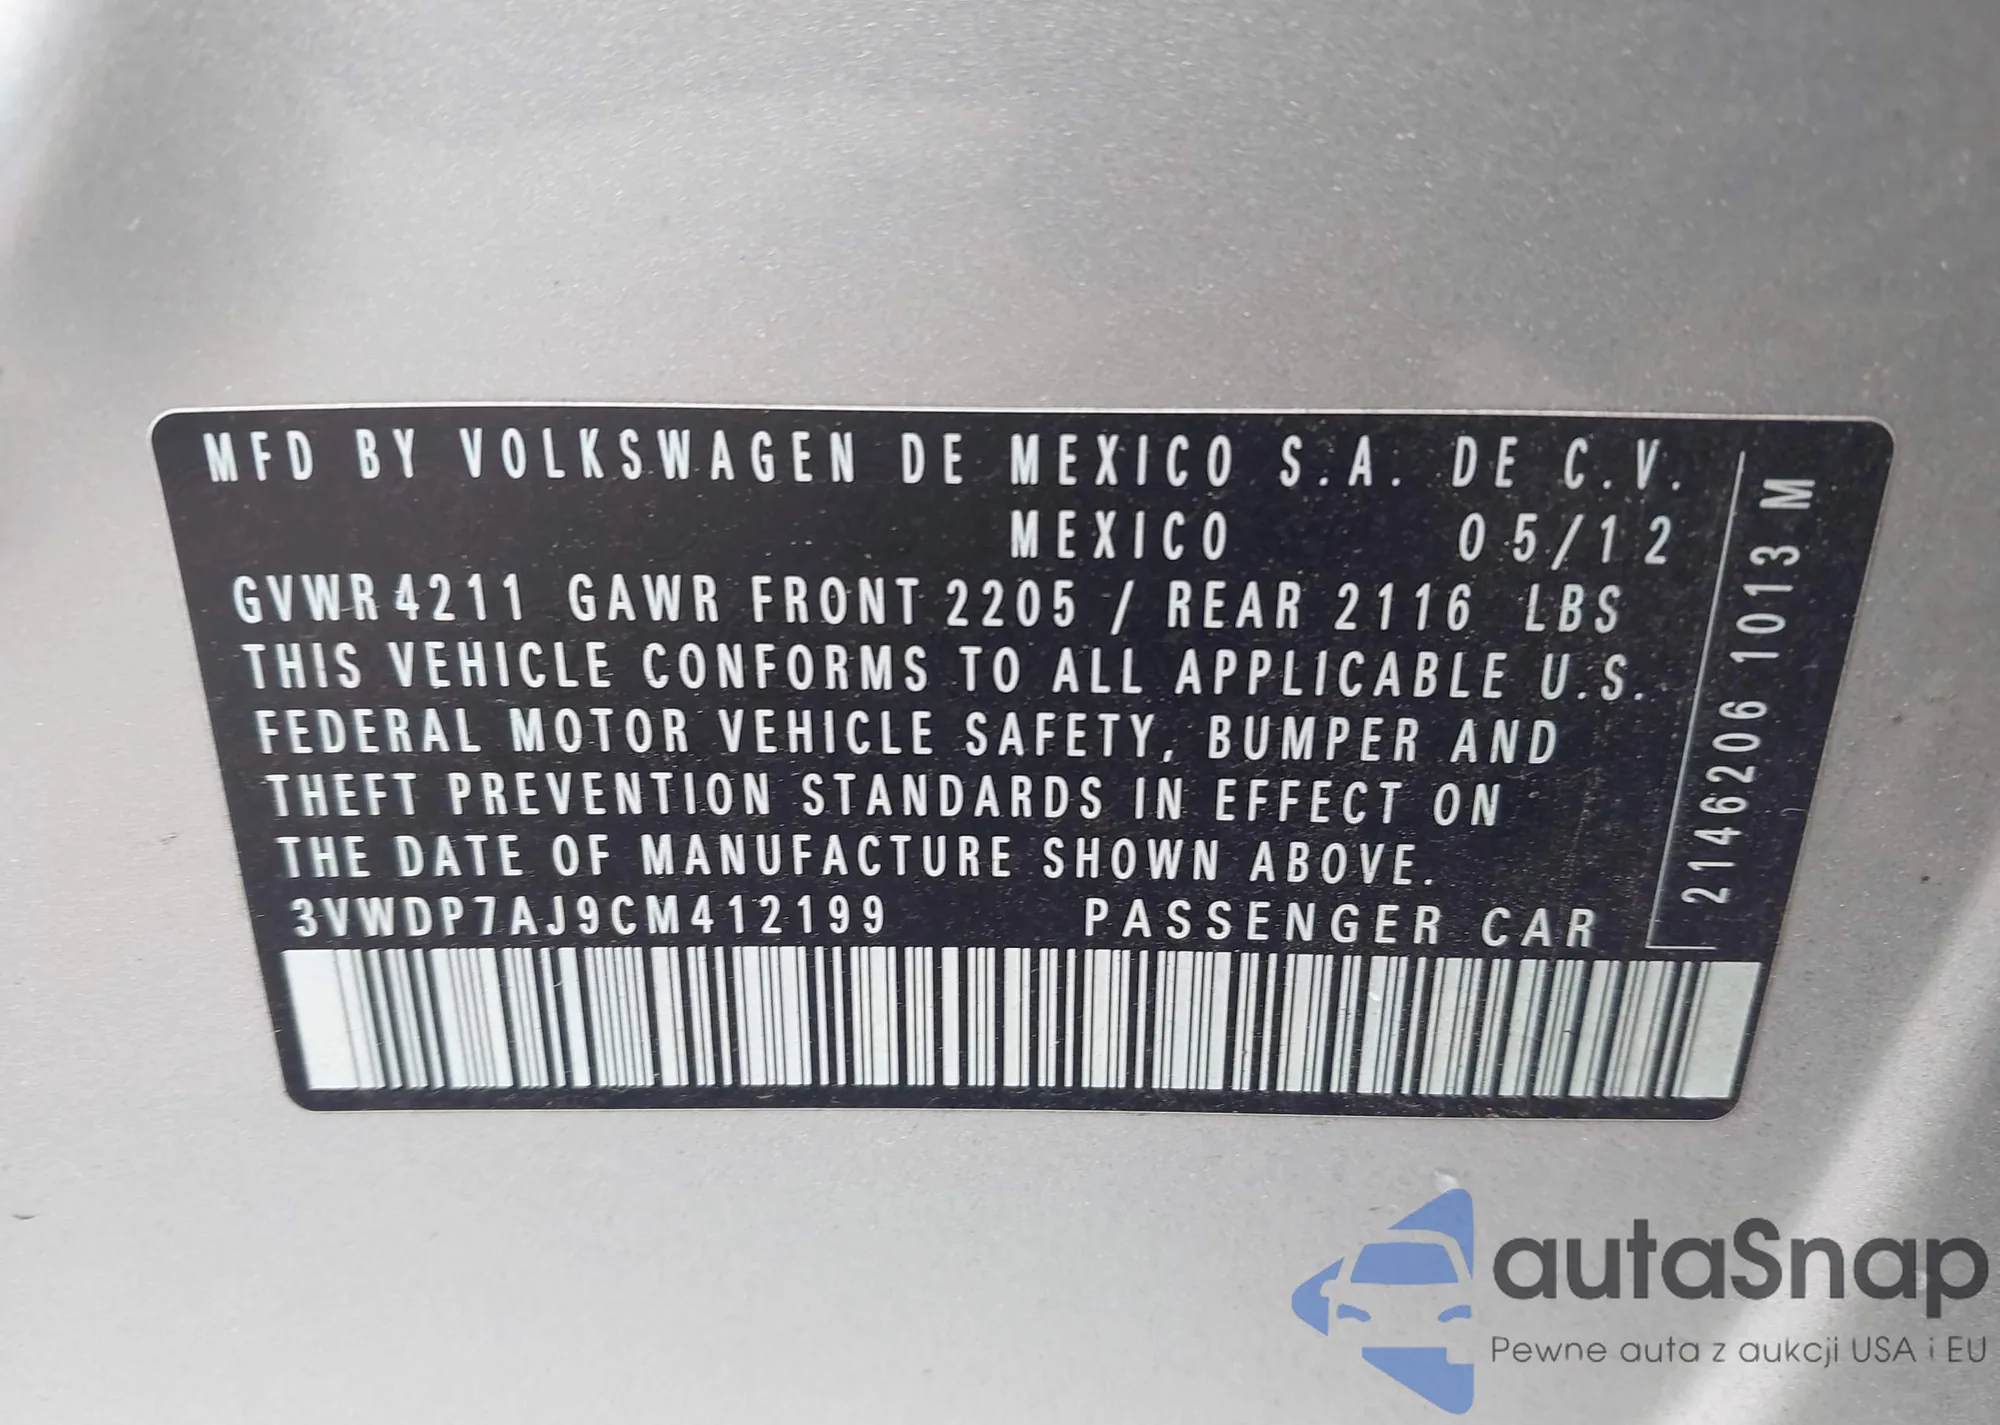 MFD BY VOLKSWAGEN DE MEXICO S.A. DE C.V.
MEXICO 05/12
GVWR 4211 GAWR FRONT 2205 / REAR 2116 LBS
THIS VEHICLE CONFORMS TO ALL APPLICABLE U.S.
FEDERAL MOTOR VEHICLE SAFETY, BUMPER AND
THEFT PREVENTION STANDARDS IN EFFECT ON
THE DATE OF MANUFACTURE SHOWN ABOVE.
3VWDP7AJ9CM412199 PASSENGER CAR
2146206 1013 M
autaSnap
Pewne auta z aukcji USA i EU